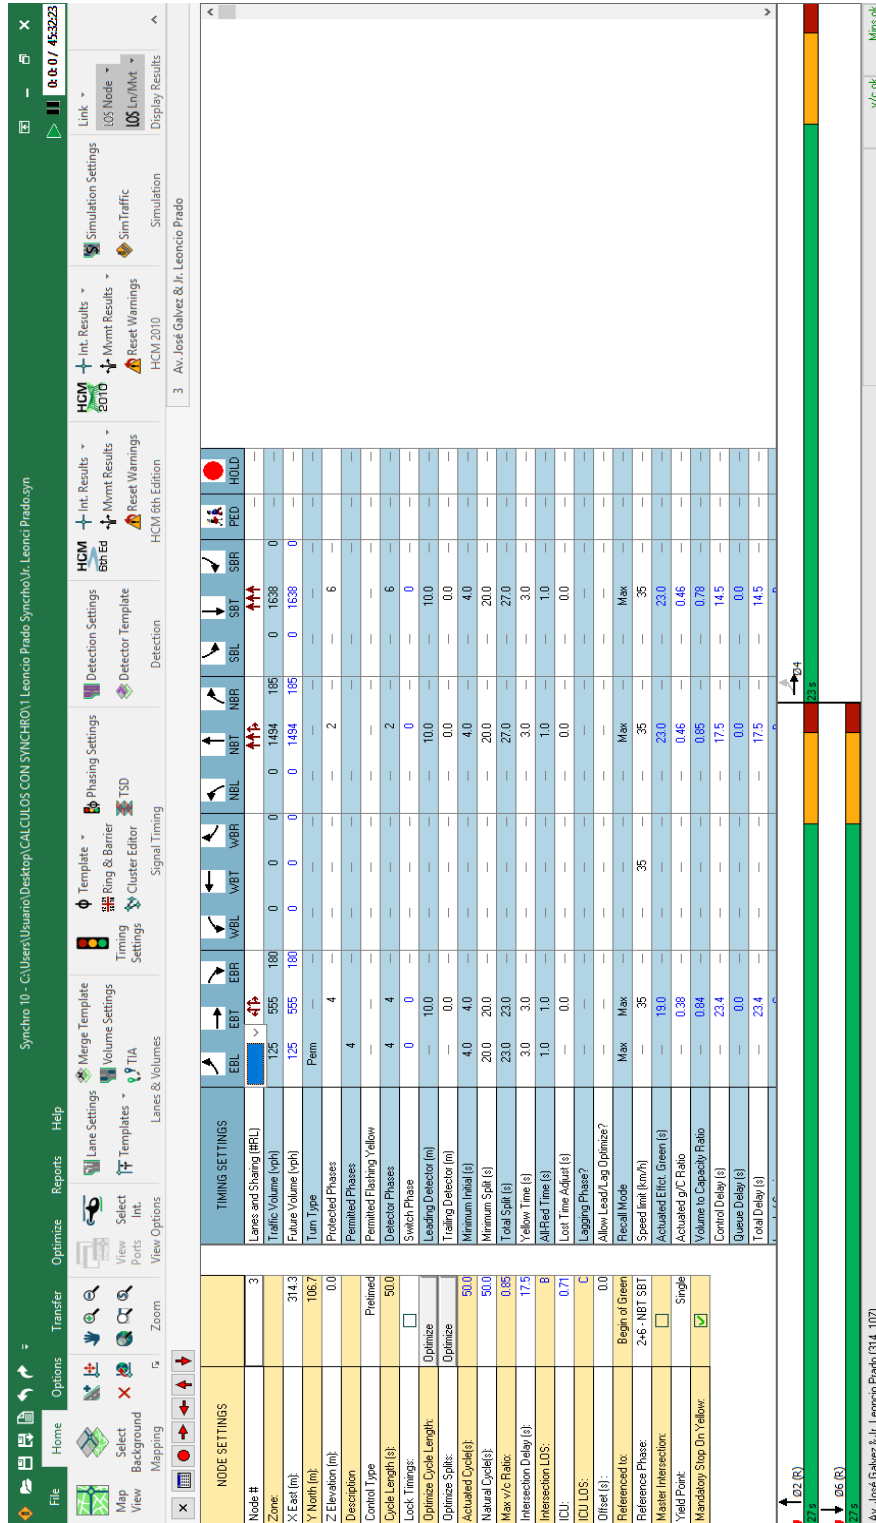 Synchro 10 - C:\Users\Usuario\Desktop\CALCULOS CON SYNCHRO\1 Leoncio Prado Syncrho\Jr. Leonci Prado.syn
File Home Options Transfer Optimize Reports Help
0: 0: 0 / 45:32:23
Map View
Select Background
Mapping
Zoom
View Ports
Select Int.
View Options
Lane Settings
Templates
Merge Template
Volume Settings
TIA
Lanes & Volumes
Timing Settings
Template
Ring & Barrier
Cluster Editor
Phasing Settings
TSD
Signal Timing
Detection Settings
Detector Template
Detection
HCM 6th Ed
Int. Results
Mvmt Results
Reset Warnings
HCM 6th Edition
HCM 2010
Int. Results
Mvmt Results
Reset Warnings
HCM 2010
Simulation Settings
SimTraffic
Simulation
Link
LOS Node
LOS Ln/Mvt
Display Results
3 Av. José Galvez & Jr. Leoncio Prado
NODE SETTINGS
Node # 3
Zone:
X East (m): 314.3
Y North (m): 106.7
Z Elevation (m): 0.0
Description
Control Type Pretimed
Cycle Length (s): 50.0
Lock Timings:
Optimize Cycle Length: Optimize
Optimize Splits: Optimize
Actuated Cycle(s): 50.0
Natural Cycle(s): 50.0
Max v/c Ratio: 0.85
Intersection Delay (s): 17.5
Intersection LOS: B
ICU: 0.71
ICU LOS: C
Offset (s) : 0.0
Referenced to: Begin of Green
Reference Phase: 2+6 - NBT SBT
Master Intersection:
Yield Point: Single
Mandatory Stop On Yellow:
TIMING SETTINGS EBL EBT EBR WBL WBT WBR NBL NBT NBR SBL SBT SBR PED HOLD
Lanes and Sharing (#RL) — —
Traffic Volume (vph) 125 555 180 0 0 0 0 1494 185 0 1638 0 — —
Future Volume (vph) 125 555 180 0 0 0 0 1494 185 0 1638 0 — —
Turn Type Perm — — — — — — — — — — — — —
Protected Phases 4 2 6 — —
Permitted Phases 4 — — — — — — — — — —
Permitted Flashing Yellow — — — — — — — — — — — — — —
Detector Phases 4 4 — — — — — 2 — — 6 — — —
Switch Phase 0 0 — — — — — 0 — — 0 — — —
Leading Detector (m) — 10.0 — — — — — 10.0 — — 10.0 — — —
Trailing Detector (m) — 0.0 — — — — — 0.0 — — 0.0 — — —
Minimum Initial (s) 4.0 4.0 — — — — — 4.0 — — 4.0 — — —
Minimum Split (s) 20.0 20.0 — — — — — 20.0 — — 20.0 — — —
Total Split (s) 23.0 23.0 — — — — — 27.0 — — 27.0 — — —
Yellow Time (s) 3.0 3.0 — — — — — 3.0 — — 3.0 — — —
All-Red Time (s) 1.0 1.0 — — — — — 1.0 — — 1.0 — — —
Lost Time Adjust (s) — 0.0 — — — — — 0.0 — — 0.0 — — —
Lagging Phase? — — — — — — — — — — — — — —
Allow Lead/Lag Optimize? — — — — — — — — — — — — — —
Recall Mode Max Max — — — — — Max — — Max — — —
Speed limit (km/h) — 35 — — 35 — — 35 — — 35 — — —
Actuated Effct. Green (s) — 19.0 — — — — — 23.0 — — 23.0 — — —
Actuated g/C Ratio — 0.38 — — — — — 0.46 — — 0.46 — — —
Volume to Capacity Ratio — 0.84 — — — — — 0.85 — — 0.78 — — —
Control Delay (s) — 23.4 — — — — — 17.5 — — 14.5 — — —
Queue Delay (s) — 0.0 — — — — — 0.0 — — 0.0 — — —
Total Delay (s) — 23.4 — — — — — 17.5 — — 14.5 — — —
Ø2 (R)
27 s
Ø4
23 s
Ø6 (R)
27 s
Av. José Galvez & Jr. Leoncio Prado (314, 107)
v/c ok
Mins ok